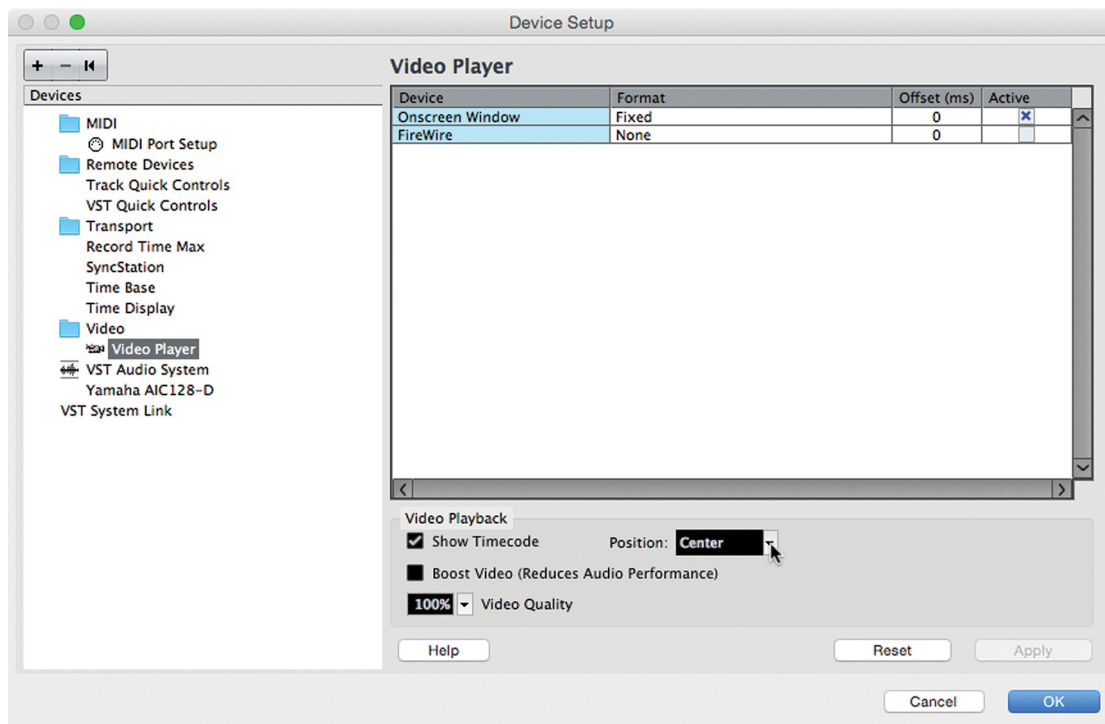 Device Setup
+ −
Devices
MIDI
MIDI Port Setup
Remote Devices
Track Quick Controls
VST Quick Controls
Transport
Record Time Max
SyncStation
Time Base
Time Display
Video
Video Player
VST Audio System
Yamaha AIC128-D
VST System Link
Video Player
Device Format Offset (ms) Active
Onscreen Window Fixed 0
FireWire None 0
Video Playback
Show Timecode Position: Center
Boost Video (Reduces Audio Performance)
100% Video Quality
Help Reset Apply
Cancel OK